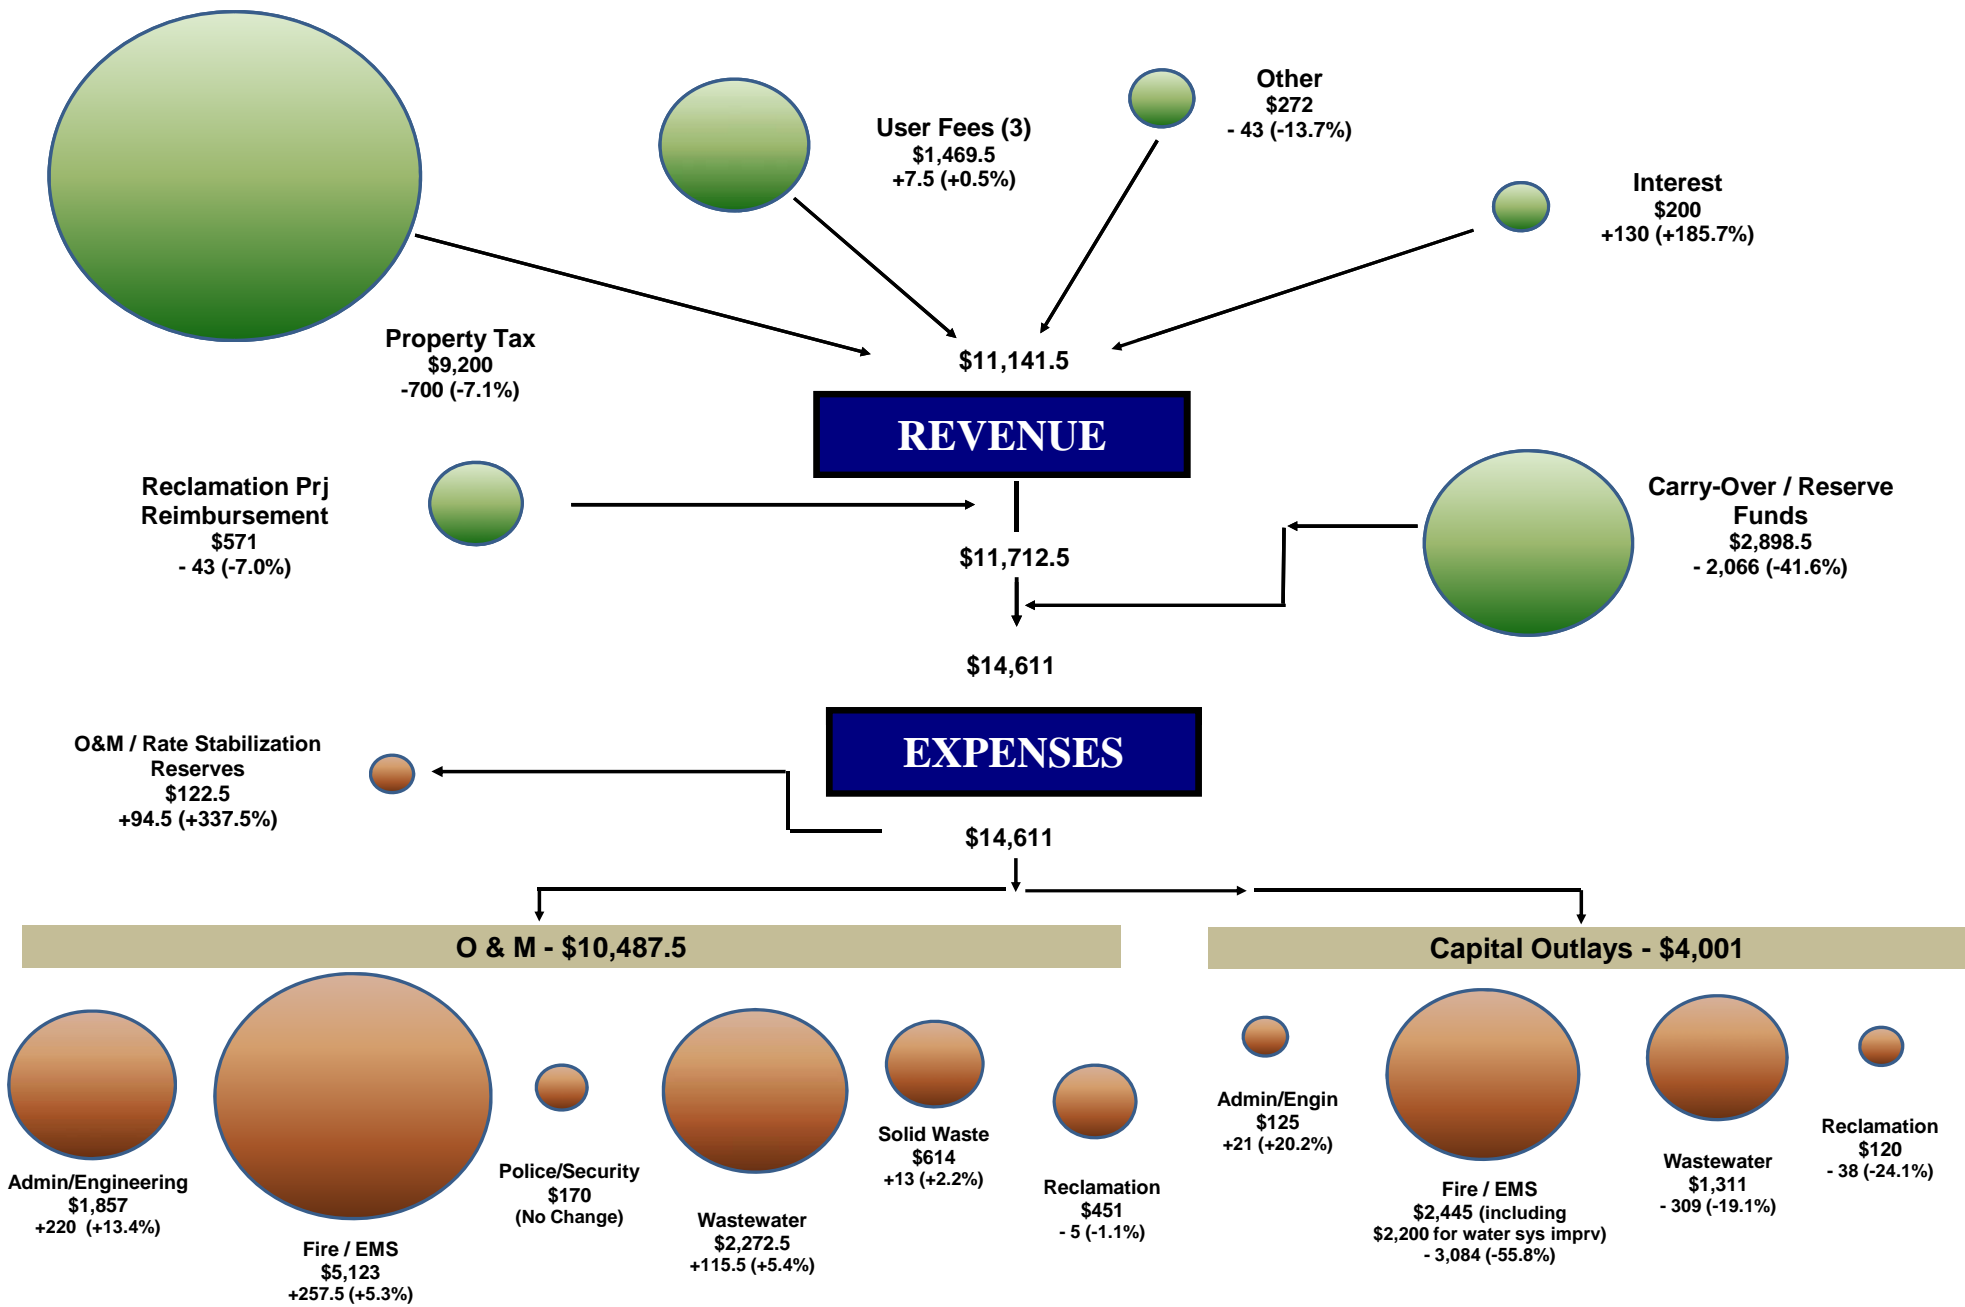 Other
$272
- 43 (-13.7%)
User Fees (3)
$1,469.5
+7.5 (+0.5%)
Interest
$200
+130 (+185.7%)
Property Tax
$9,200
-700 (-7.1%)
$11,141.5
REVENUE
Reclamation Prj
Reimbursement
$571
- 43 (-7.0%)
Carry-Over / Reserve
Funds
$2,898.5
- 2,066 (-41.6%)
$11,712.5
$14,611
EXPENSES
O&M / Rate Stabilization
Reserves
$122.5
+94.5 (+337.5%)
$14,611
O & M - $10,487.5
Capital Outlays - $4,001
Admin/Engineering
$1,857
+220 (+13.4%)
Fire / EMS
$5,123
+257.5 (+5.3%)
Police/Security
$170
(No Change)
Wastewater
$2,272.5
+115.5 (+5.4%)
Solid Waste
$614
+13 (+2.2%)
Reclamation
$451
- 5 (-1.1%)
Admin/Engin
$125
+21 (+20.2%)
Fire / EMS
$2,445 (including
$2,200 for water sys imprv)
- 3,084 (-55.8%)
Wastewater
$1,311
- 309 (-19.1%)
Reclamation
$120
- 38 (-24.1%)